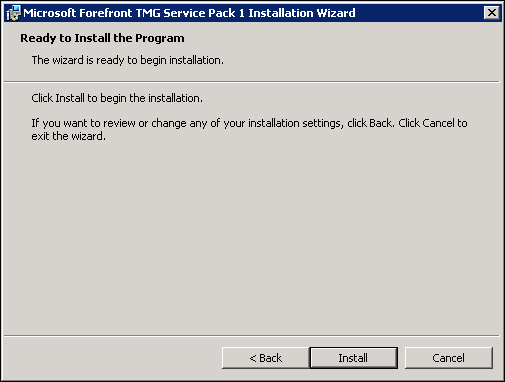 Microsoft Forefront TMG Service Pack 1 Installation Wizard
Ready to Install the Program
The wizard is ready to begin installation.
Click Install to begin the installation.
If you want to review or change any of your installation settings, click Back. Click Cancel to
exit the wizard.
< Back Install Cancel